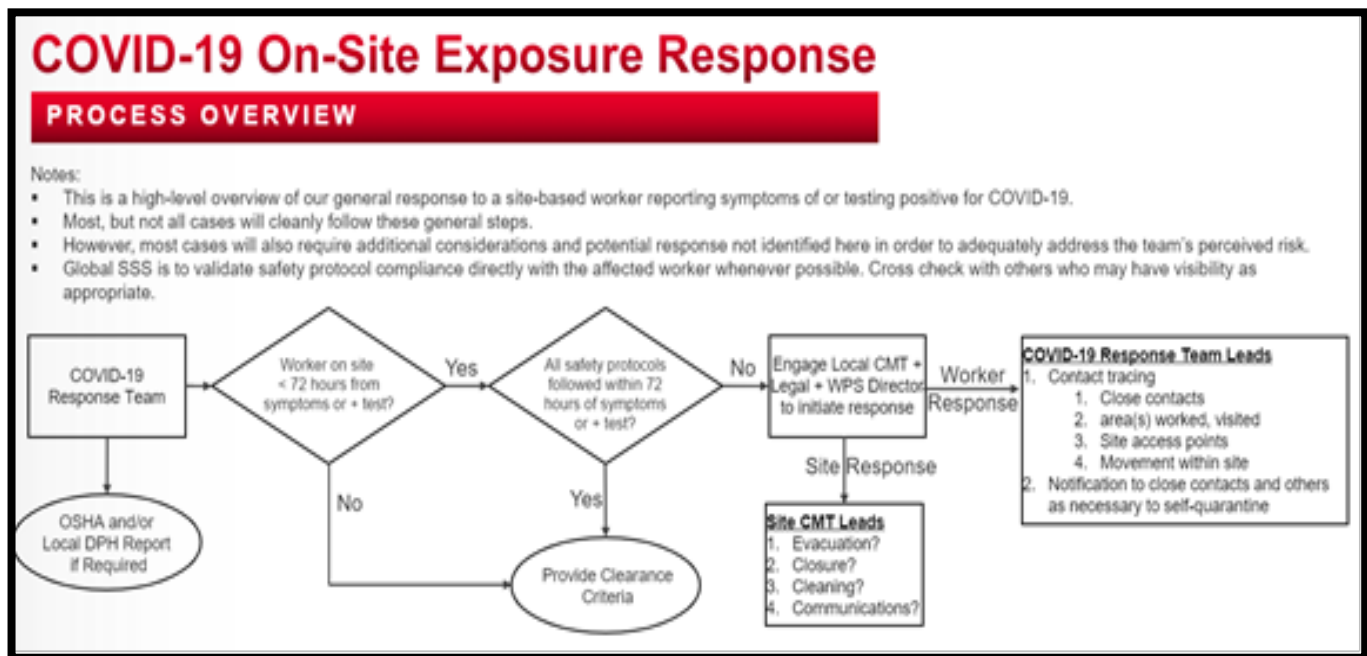 COVID-19 On-Site Exposure Response
PROCESS OVERVIEW
Notes:
▪ This is a high-level overview of our general response to a site-based worker reporting symptoms of or testing positive for COVID-19.
▪ Most, but not all cases will cleanly follow these general steps.
▪ However, most cases will also require additional considerations and potential response not identified here in order to adequately address the team's perceived risk.
▪ Global SSS is to validate safety protocol compliance directly with the affected worker whenever possible. Cross check with others who may have visibility as
appropriate.
COVID-19
Response Team
OSHA and/or
Local DPH Report
if Required
Worker on site
< 72 hours from
symptoms or + test?
Yes
No
All safety protocols
followed within 72
hours of symptoms
or + test?
No
Yes
Provide Clearance
Criteria
Engage Local CMT +
Legal + WPS Director
to initiate response
Worker
Response
Site Response
Site CMT Leads
1. Evacuation?
2. Closure?
3. Cleaning?
4. Communications?
COVID-19 Response Team Leads
1. Contact tracing
1. Close contacts
2. area(s) worked, visited
3. Site access points
4. Movement within site
2. Notification to close contacts and others
as necessary to self-quarantine